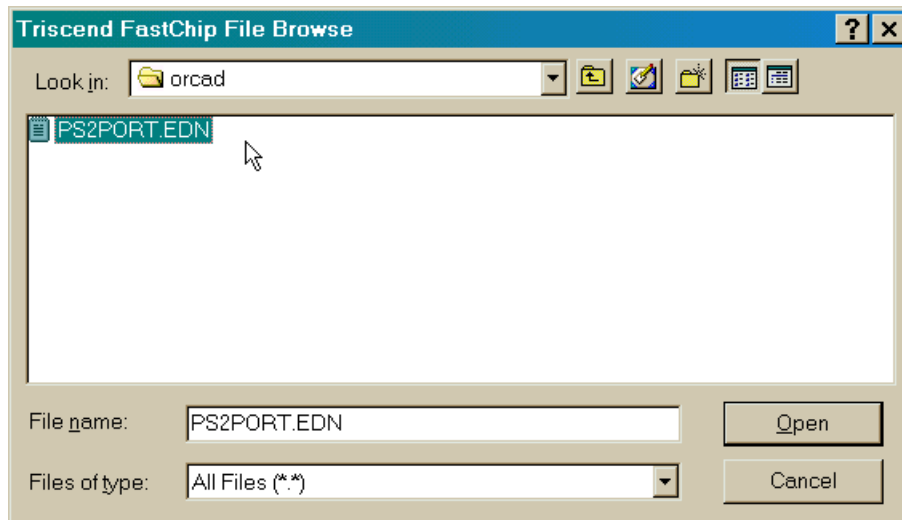 Triscend FastChip File Browse
Look in: orcad
PS2PORT.EDN
File name: PS2PORT.EDN Open
Files of type: All Files (*.*) Cancel